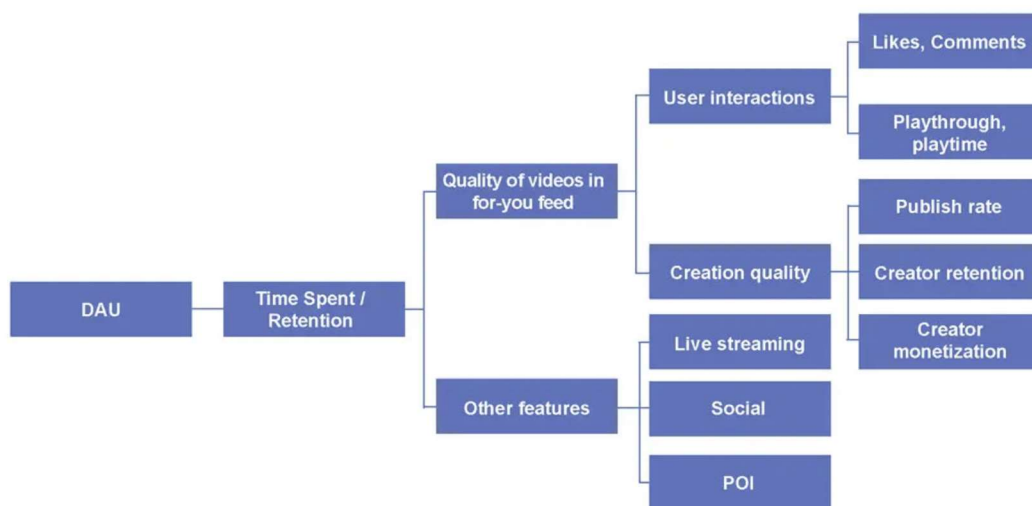 DAU
Time Spent /
Retention
Quality of videos in
for-you feed
User interactions
Likes, Comments
Playthrough,
playtime
Creation quality
Publish rate
Creator retention
Creator
monetization
Other features
Live streaming
Social
POI